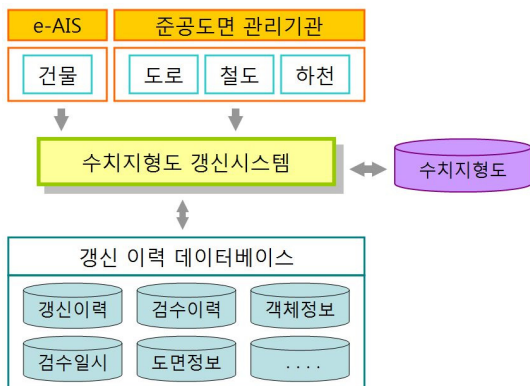 e-AIS 준공도면 관리기관
건물 도로 철도 하천
수치지형도 갱신시스템
수치지형도
갱신 이력 데이터베이스
갱신이력 검수이력 객체정보
검수일시 도면정보 . . . .